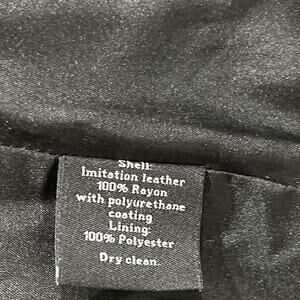 Shell:
Imitation leather
100% Rayon
with polyurethane
coating
Lining:
100% Polyester
Dry clean.